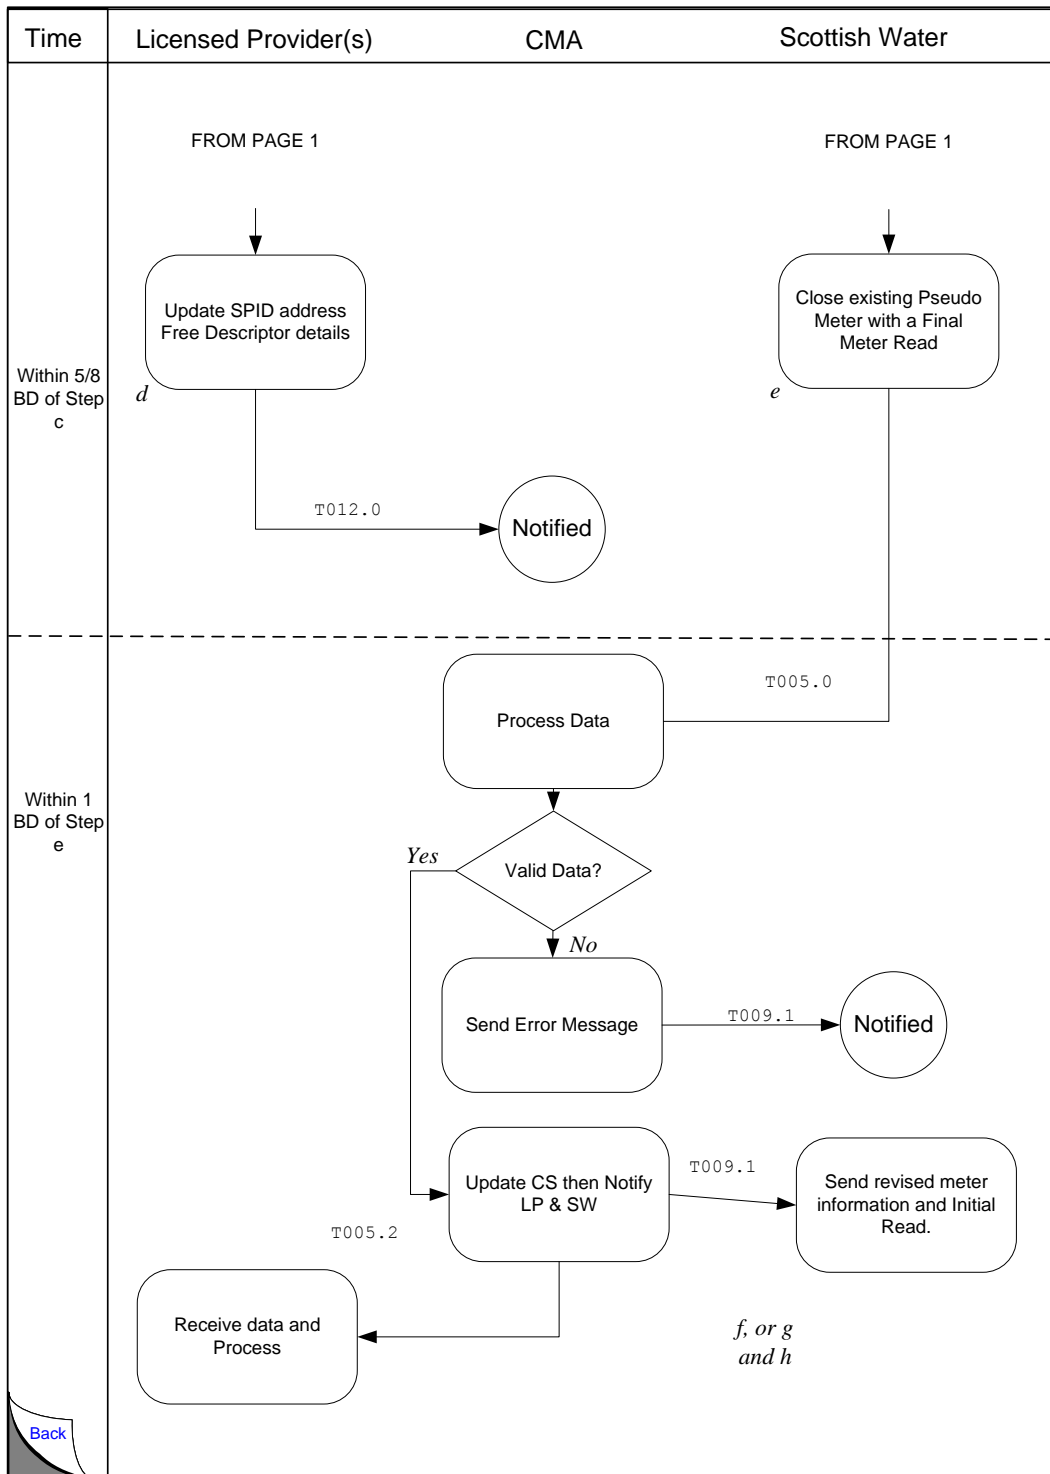 Time
Licensed Provider(s)
CMA
Scottish Water
FROM PAGE 1
FROM PAGE 1
Within 5/8
BD of Step
c
Update SPID address
Free Descriptor details
d
Close existing Pseudo
Meter with a Final
Meter Read
e
T012.0
Notified
Within 1
BD of Step
e
T005.0
Process Data
Valid Data?
Yes
No
Send Error Message
T009.1
Notified
Update CS then Notify
LP & SW
T009.1
Send revised meter
information and Initial
Read.
T005.2
Receive data and
Process
f, or g
and h
Back